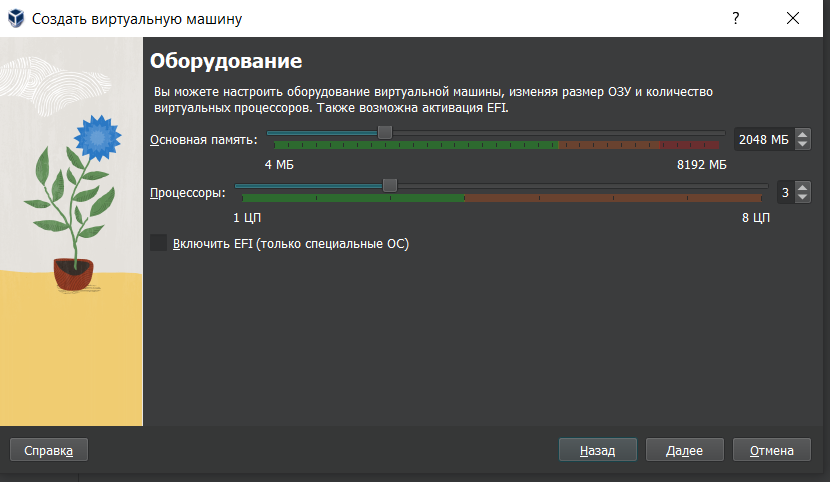 Создать виртуальную машину
?
Оборудование
Вы можете настроить оборудование виртуальной машины, изменяя размер ОЗУ и количество
виртуальных процессоров. Также возможна активация EFI.
Основная память:
2048 МБ
4 МБ
8192 МБ
Процессоры:
3
1 ЦП
8 ЦП
Включить EFI (только специальные ОС)
Справка
Назад
Далее
Отмена